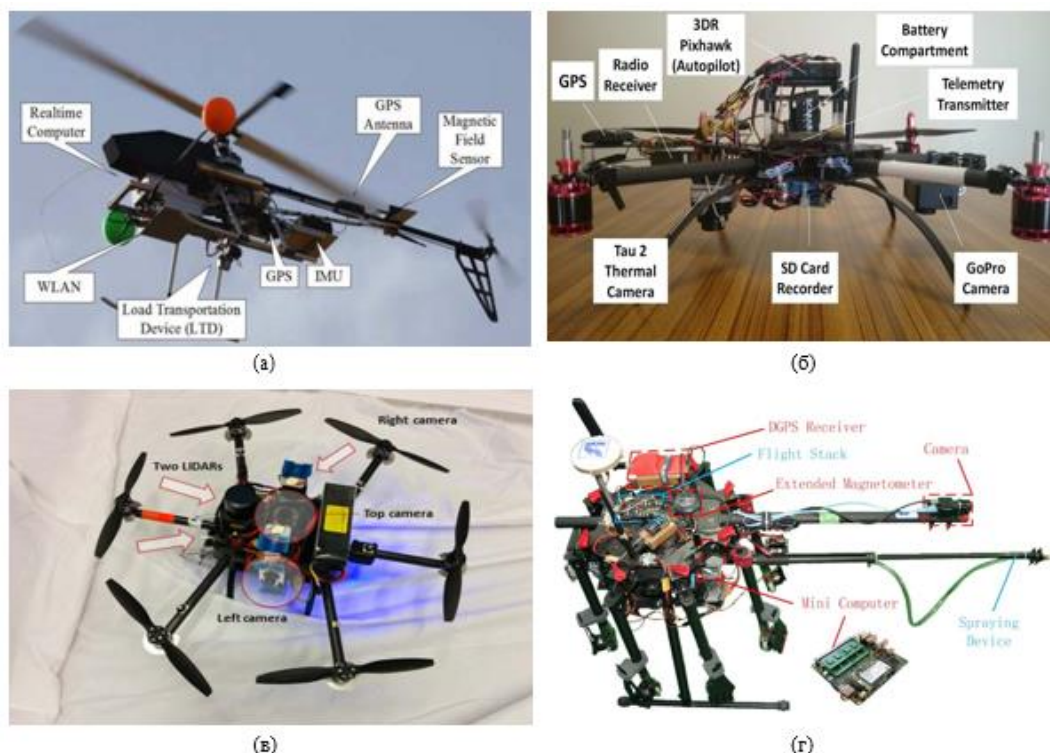 Realtime
Computer
GPS
Antenna
Magnetic
Field
Sensor
WLAN
Load Transportation
Device (LTD)
GPS
IMU
(а)
3DR
Pixhawk
(Autopilot)
Battery
Compartment
GPS
Radio
Receiver
Telemetry
Transmitter
Tau 2
Thermal
Camera
SD Card
Recorder
GoPro
Camera
(б)
Right camera
Two LIDARs
Top camera
Left camera
(в)
DGPS Receiver
Flight Stack
Camera
Extended Magnetometer
Mini Computer
Spraying
Device
(г)